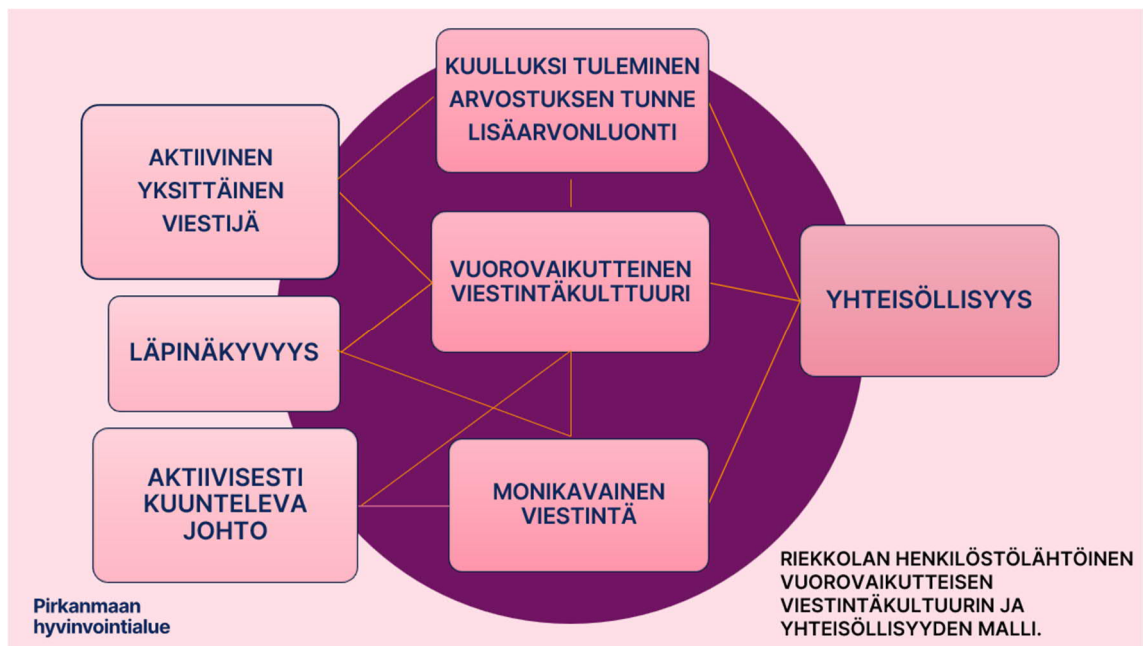 KUULLUKSI TULEMINEN
ARVOSTUKSEN TUNNE
LISÄARVONLUONTI
AKTIIVINEN
YKSITTÄINEN
VIESTIJÄ
VUOROVAIKUTTEINEN
VIESTINTÄKULTTUURI
YHTEISÖLLISYYS
LÄPINÄKYVYYS
AKTIIVISESTI
KUUNTELEVA
JOHTO
MONIKAVAINEN
VIESTINTÄ
RIEKKOLAN HENKILÖSTÖLÄHTÖINEN
VUOROVAIKUTTEISEN
VIESTINTÄKULTUURIN JA
YHTEISÖLLISYYDEN MALLI.
Pirkanmaan
hyvinvointialue